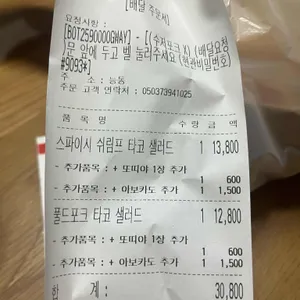 [배달 주문서]
요청사항 :
[BOT2590000GWAY] - [(수저포크 X) (배달요청
) 문 안에 두고 벨 눌러주세요 (현관비밀번호)
#9093*]
주소 : 능동
주문 고객 연락처 : 050373941025
품목명 수량 금액
스파이시 쉬림프 타코 샐러드 1 13,800
- 추가품목 : + 또띠아 1장 추가
1 600
- 추가품목 : + 아보카도 추가 1 1,500
풀드포크 타코 샐러드 1 12,800
- 추가품목 : + 또띠아 1장 추가
1 600
- 추가품목 : + 아보카도 추가 1 1,500
합 계 : 30,800